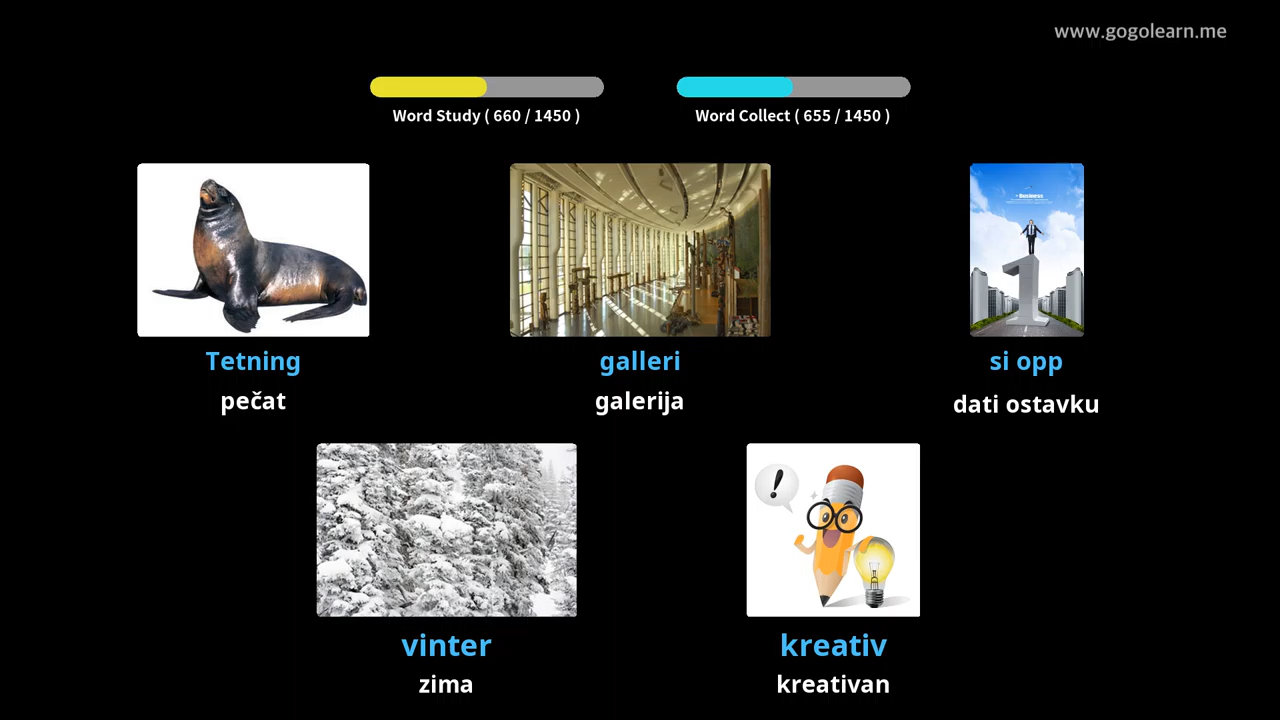 www.gogolearn.me
Word Study ( 660 / 1450 )
Word Collect ( 655 / 1450 )
Tetning
galleri
si opp
pečat
galerija
dati ostavku
vinter
kreativ
zima
kreativan